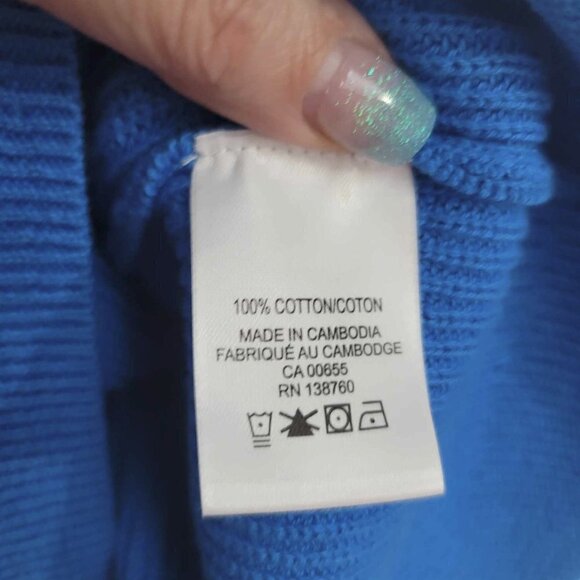 100% COTTON/COTON
MADE IN CAMBODIA
FABRIQUÉ AU CAMBODGE
CA 00655
RN 138760